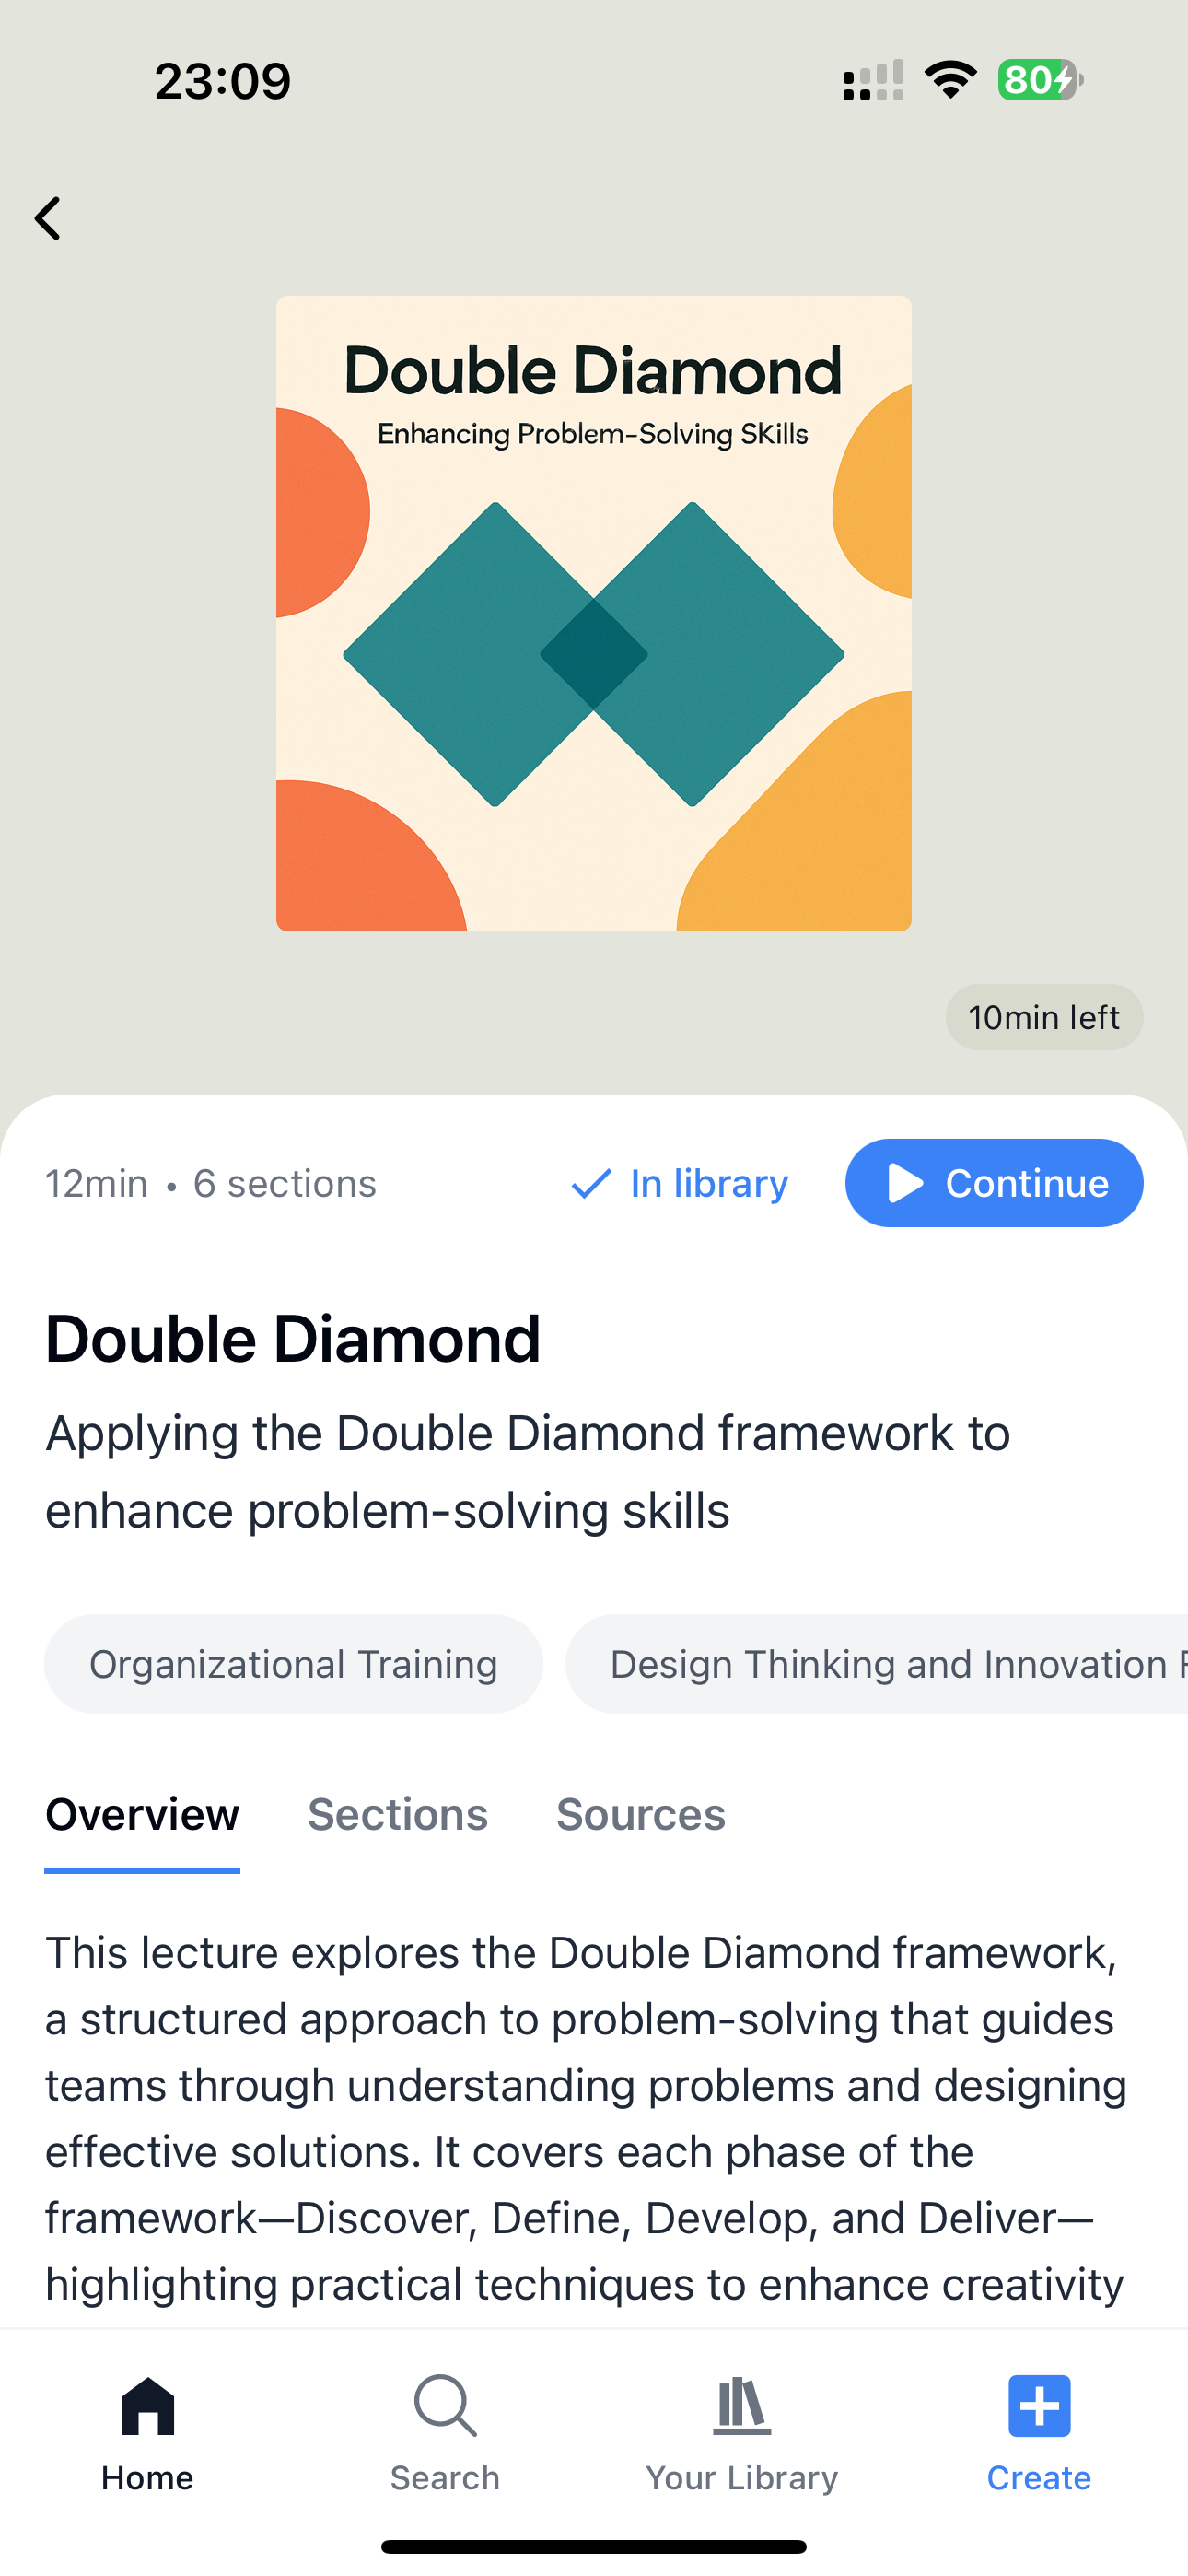 23:09
80
Double Diamond
Enhancing Problem-Solving SKills
10min left
12min • 6 sections
In library
Continue
Double Diamond
Applying the Double Diamond framework to
enhance problem-solving skills
Organizational Training
Design Thinking and Innovation
Overview
Sections
Sources
This lecture explores the Double Diamond framework,
a structured approach to problem-solving that guides
teams through understanding problems and designing
effective solutions. It covers each phase of the
framework—Discover, Define, Develop, and Deliver—
highlighting practical techniques to enhance creativity
Home
Search
Your Library
Create